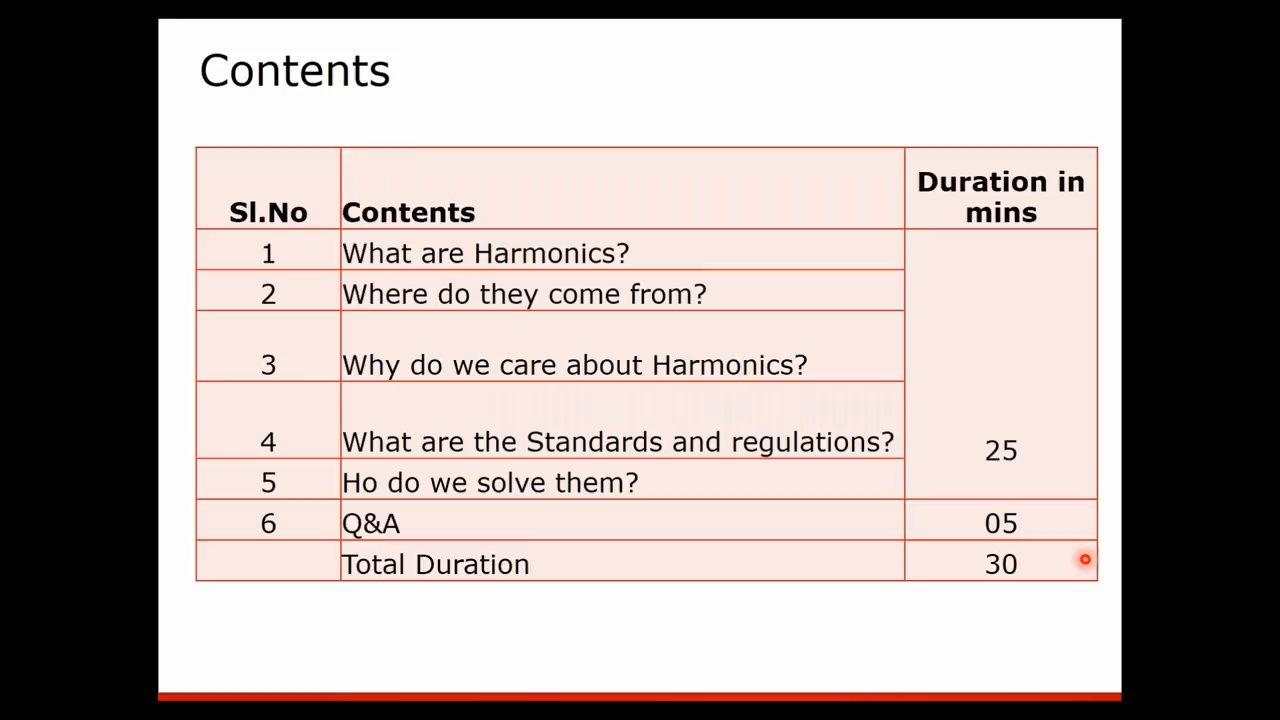 Contents
Sl.No Contents Duration in mins
1 What are Harmonics?
2 Where do they come from?
3 Why do we care about Harmonics?
4 What are the Standards and regulations? 25
5 Ho do we solve them?
6 Q&A 05
Total Duration 30